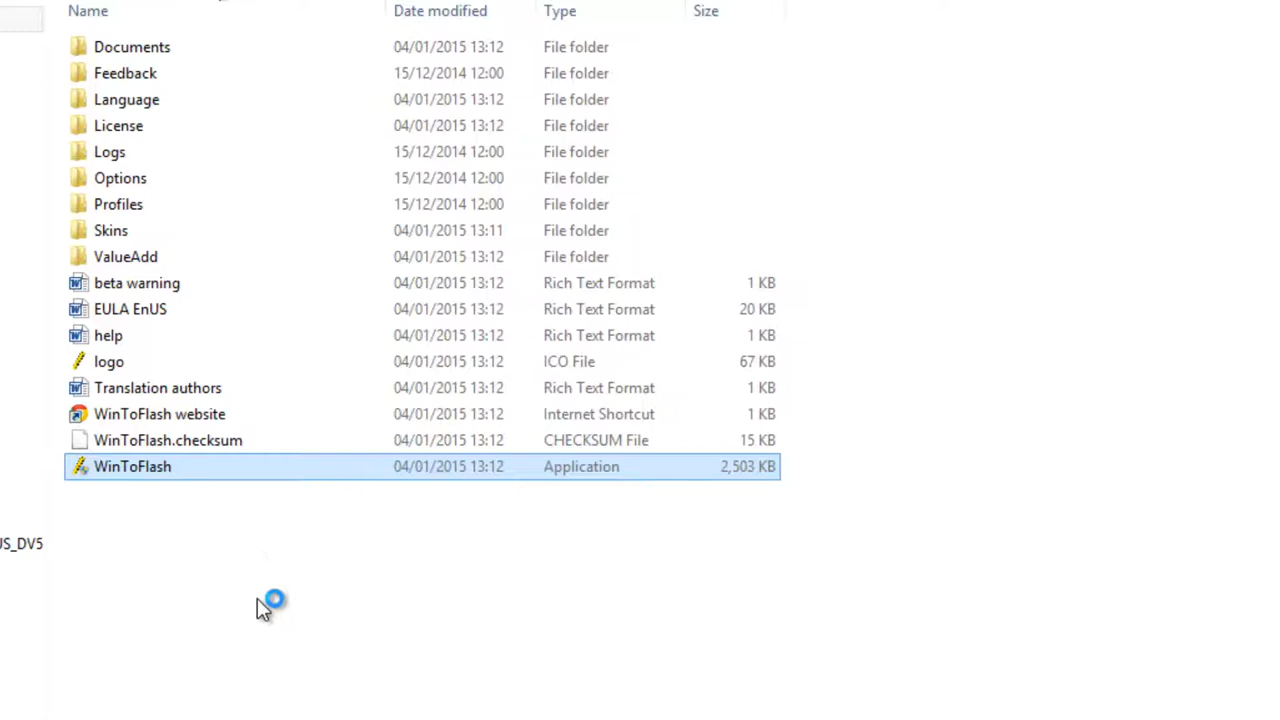 Name Date modified Type Size
Documents 04/01/2015 13:12 File folder
Feedback 15/12/2014 12:00 File folder
Language 04/01/2015 13:12 File folder
License 04/01/2015 13:12 File folder
Logs 15/12/2014 12:00 File folder
Options 15/12/2014 12:00 File folder
Profiles 15/12/2014 12:00 File folder
Skins 04/01/2015 13:11 File folder
ValueAdd 04/01/2015 13:12 File folder
beta warning 04/01/2015 13:12 Rich Text Format 1 KB
EULA EnUS 04/01/2015 13:12 Rich Text Format 20 KB
help 04/01/2015 13:12 Rich Text Format 1 KB
logo 04/01/2015 13:12 ICO File 67 KB
Translation authors 04/01/2015 13:12 Rich Text Format 1 KB
WinToFlash website 04/01/2015 13:12 Internet Shortcut 1 KB
WinToFlash.checksum 04/01/2015 13:12 CHECKSUM File 15 KB
WinToFlash 04/01/2015 13:12 Application 2,503 KB
US_DV5